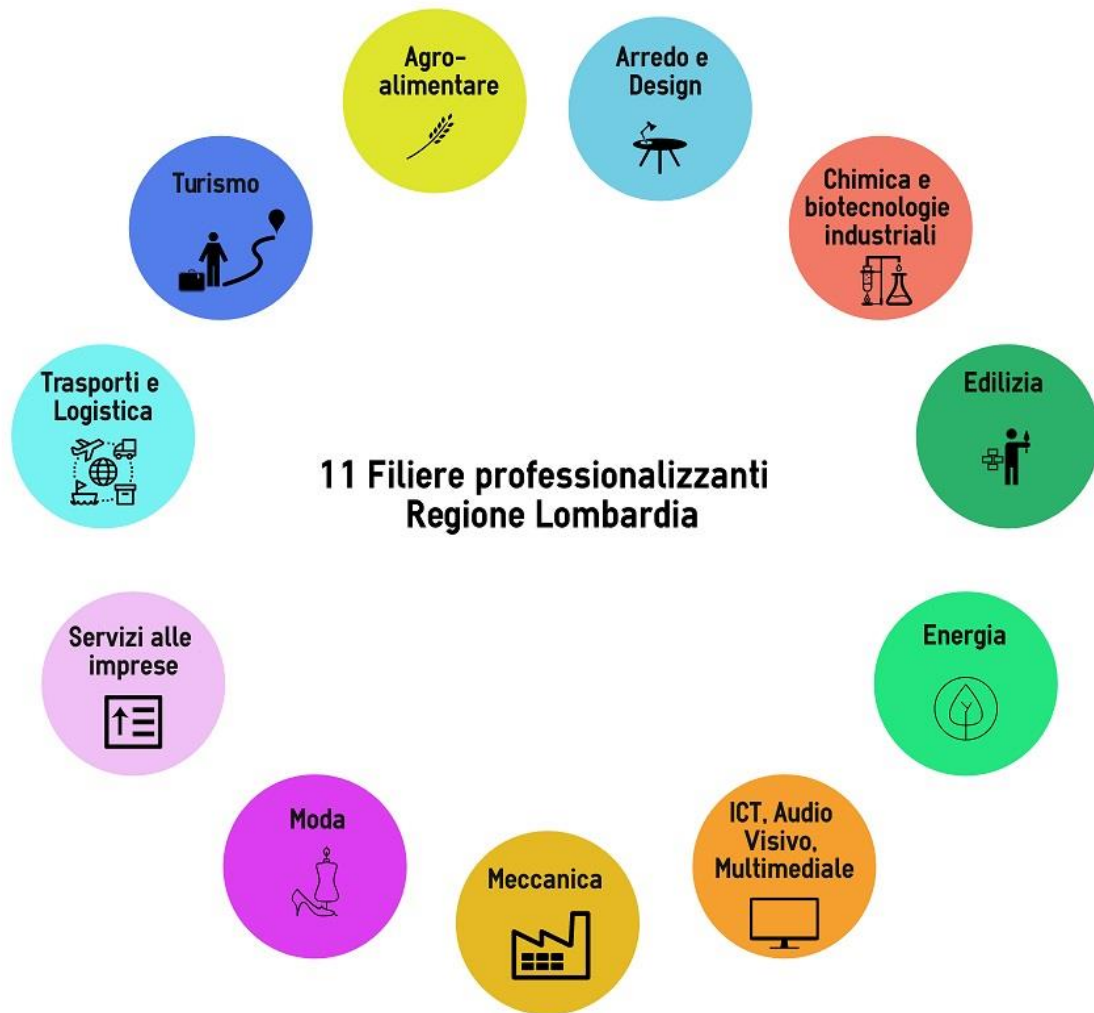 Agro-
alimentare
Arredo e
Design
Chimica e
biotecnologie
industriali
Edilizia
Energia
ICT, Audio
Visivo,
Multimediale
Meccanica
Moda
Servizi alle
imprese
Trasporti e
Logistica
Turismo
11 Filiere professionalizzanti
Regione Lombardia